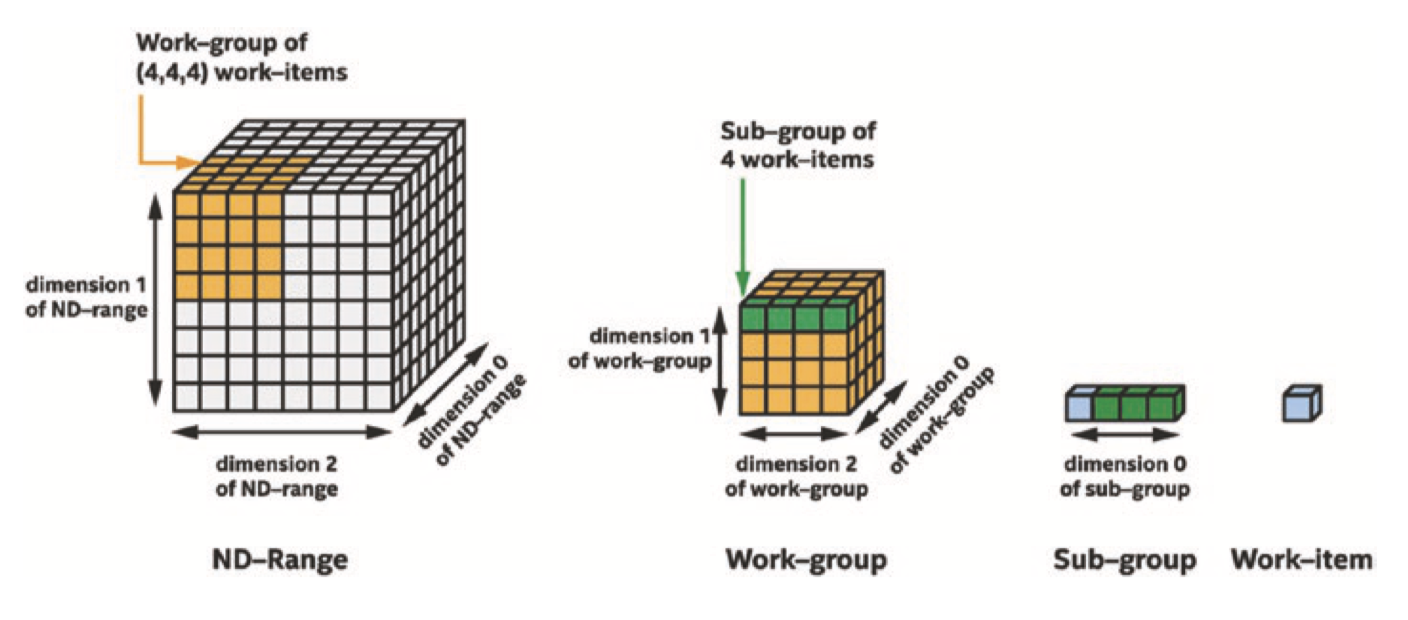 Work–group of
(4,4,4) work–items
dimension 1
of ND–range
dimension 2
of ND–range
dimension 0
of ND–range
ND–Range
Sub–group of
4 work–items
dimension 1
of work–group
dimension 2
of work–group
dimension 0
of work–group
Work–group
dimension 0
of sub–group
Sub–group
Work–item